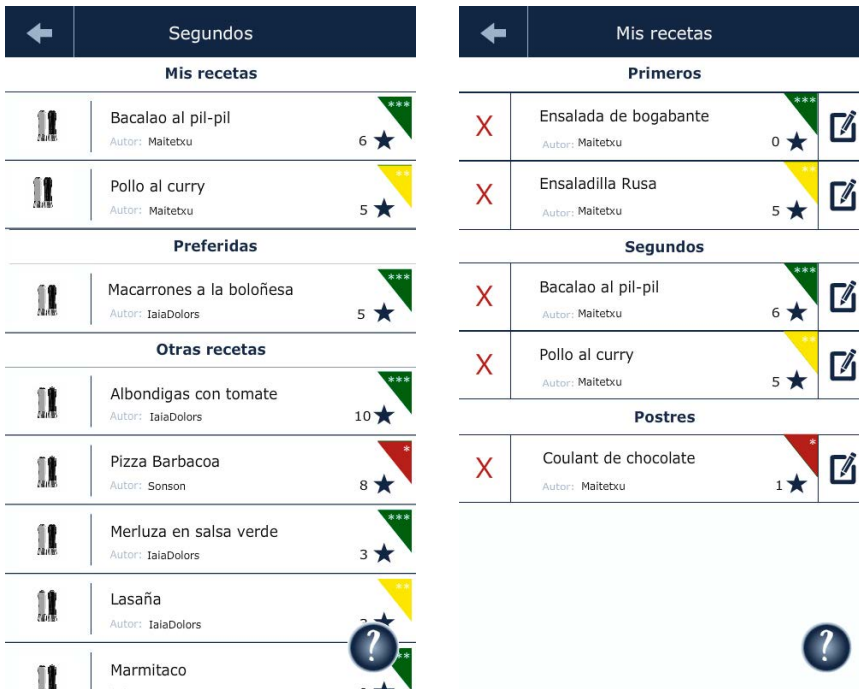 Segundos
Mis recetas
Bacalao al pil-pil
***
Autor: Maitetxu
6
Pollo al curry
**
Autor: Maitetxu
5
Preferidas
Macarrones a la boloñesa
***
Autor: IaiaDolors
5
Otras recetas
Albondigas con tomate
***
Autor: IaiaDolors
10
Pizza Barbacoa
*
Autor: Sonson
8
Merluza en salsa verde
***
Autor: IaiaDolors
3
Lasaña
**
Autor: IaiaDolors
?
Marmitaco
Mis recetas
Primeros
X
Ensalada de bogabante
***
Autor: Maitetxu
0
X
Ensaladilla Rusa
**
Autor: Maitetxu
5
Segundos
X
Bacalao al pil-pil
***
Autor: Maitetxu
6
X
Pollo al curry
**
Autor: Maitetxu
5
Postres
X
Coulant de chocolate
*
Autor: Maitetxu
1
?